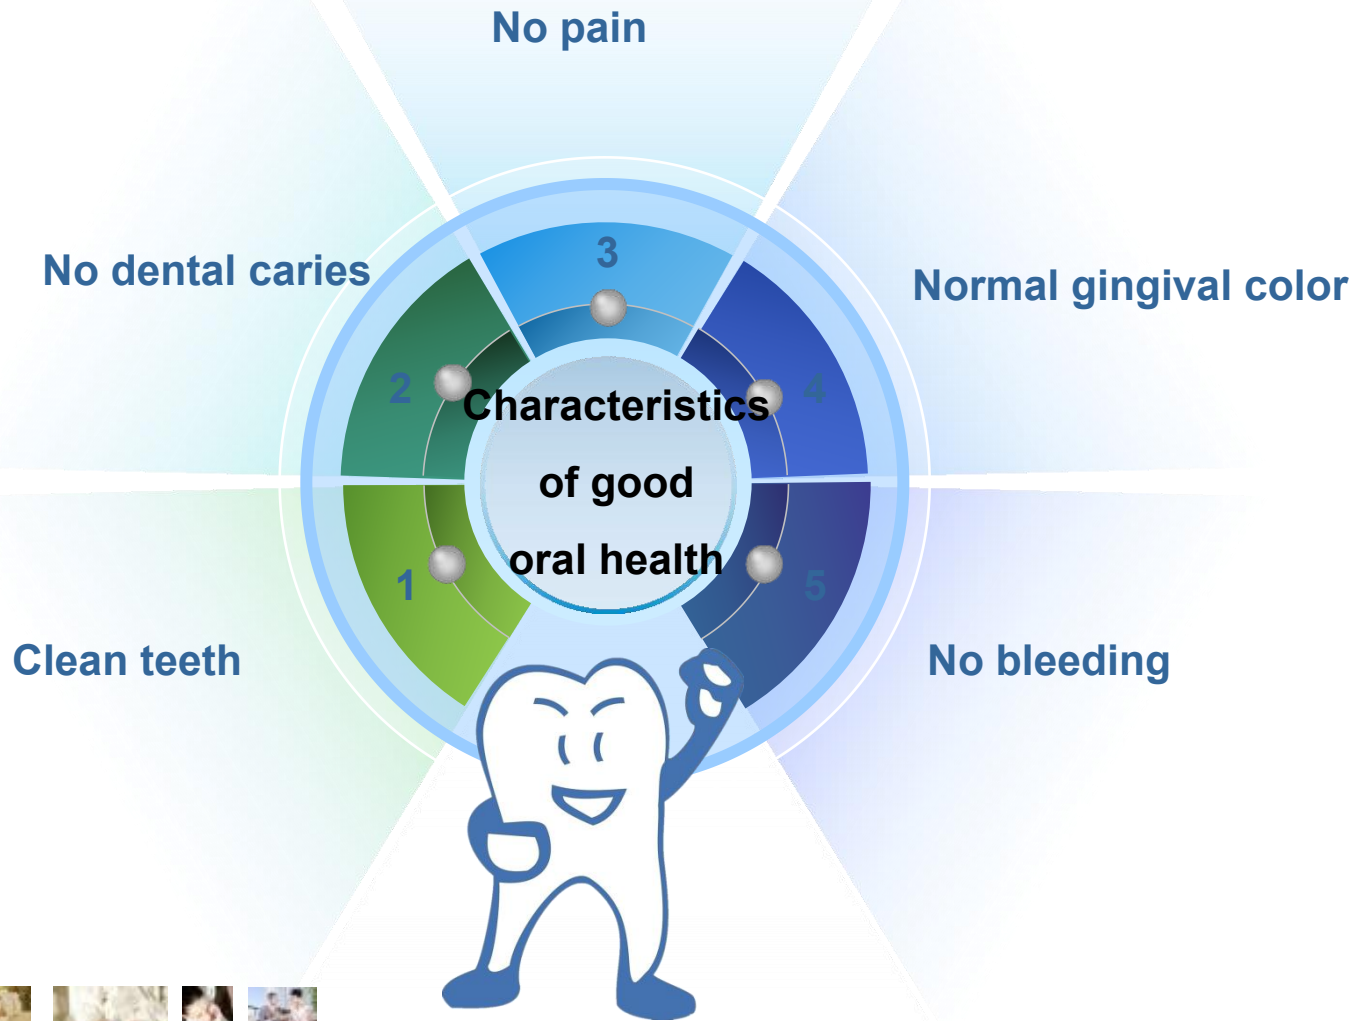 No pain
3
No dental caries
Normal gingival color
2
4
Characteristics
of good
oral health
1
5
Clean teeth
No bleeding